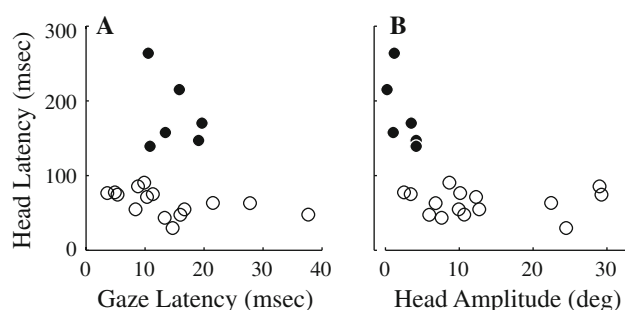 A
B
Head Latency (msec)
300
200
100
0
0 10 20 30 40
0 10 20 30
Gaze Latency (msec)
Head Amplitude (deg)